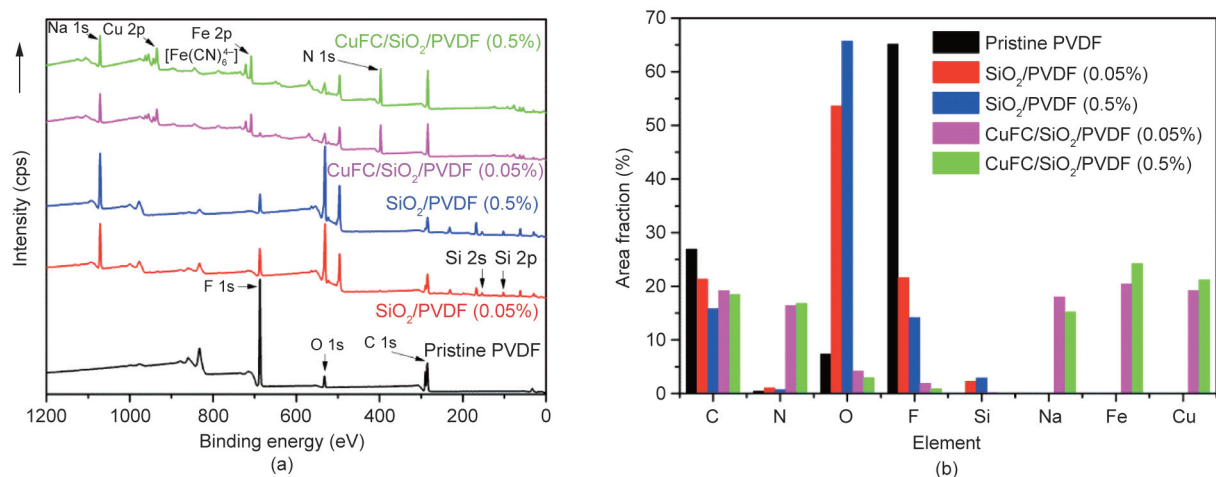 Na 1s
Cu 2p
Fe 2p
[Fe(CN)₆⁴⁻]
N 1s
CuFC/SiO₂/PVDF (0.5%)
CuFC/SiO₂/PVDF (0.05%)
SiO₂/PVDF (0.5%)
Si 2s
Si 2p
F 1s
SiO₂/PVDF (0.05%)
O 1s
C 1s
Pristine PVDF
Intensity (cps)
1200 1000 800 600 400 200 0
Binding energy (eV)
(a)
70
60
50
40
30
20
10
0
Area fraction (%)
Pristine PVDF
SiO₂/PVDF (0.05%)
SiO₂/PVDF (0.5%)
CuFC/SiO₂/PVDF (0.05%)
CuFC/SiO₂/PVDF (0.5%)
C N O F Si Na Fe Cu
Element
(b)